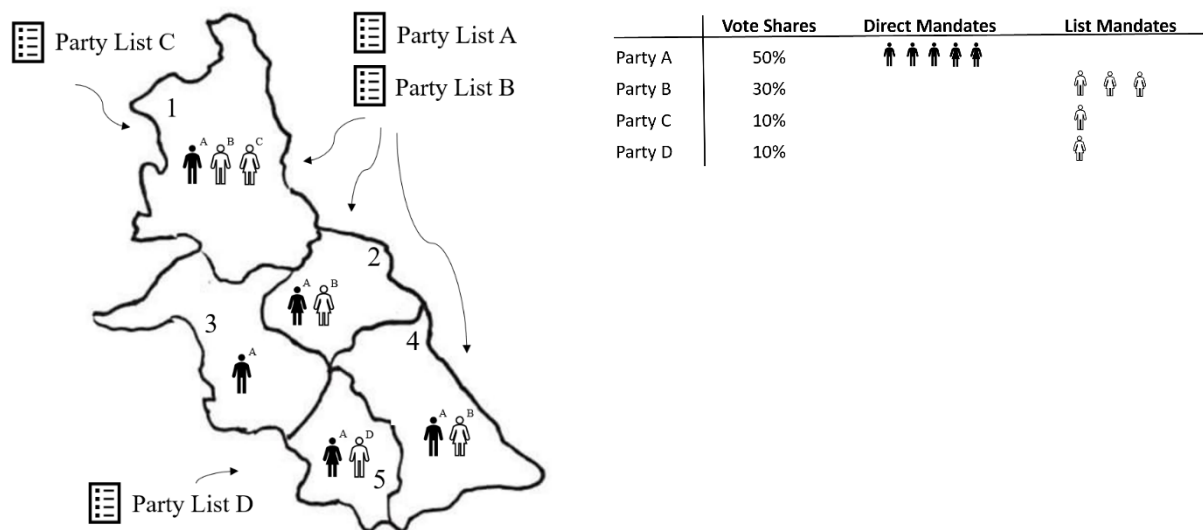 Party List C
Party List A
Party List B
1
A B C
2
A B
3
A
4
A B
A D
5
Party List D
Vote Shares Direct Mandates List Mandates
Party A 50%
Party B 30%
Party C 10%
Party D 10%